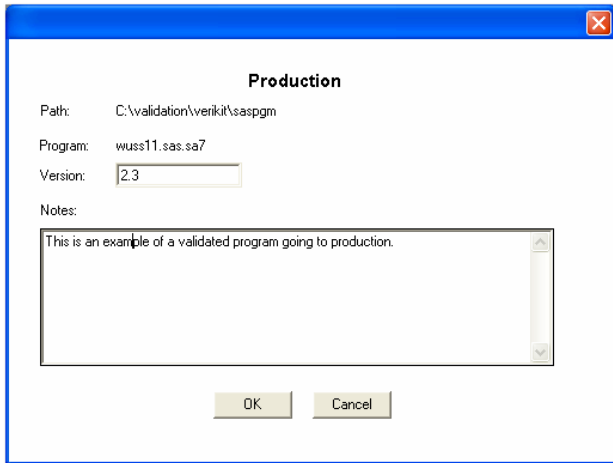 Production
Path: C:\validation\verikit\saspgm
Program: wuss11.sas.sa7
Version: 2.3
Notes:
This is an example of a validated program going to production.
OK Cancel